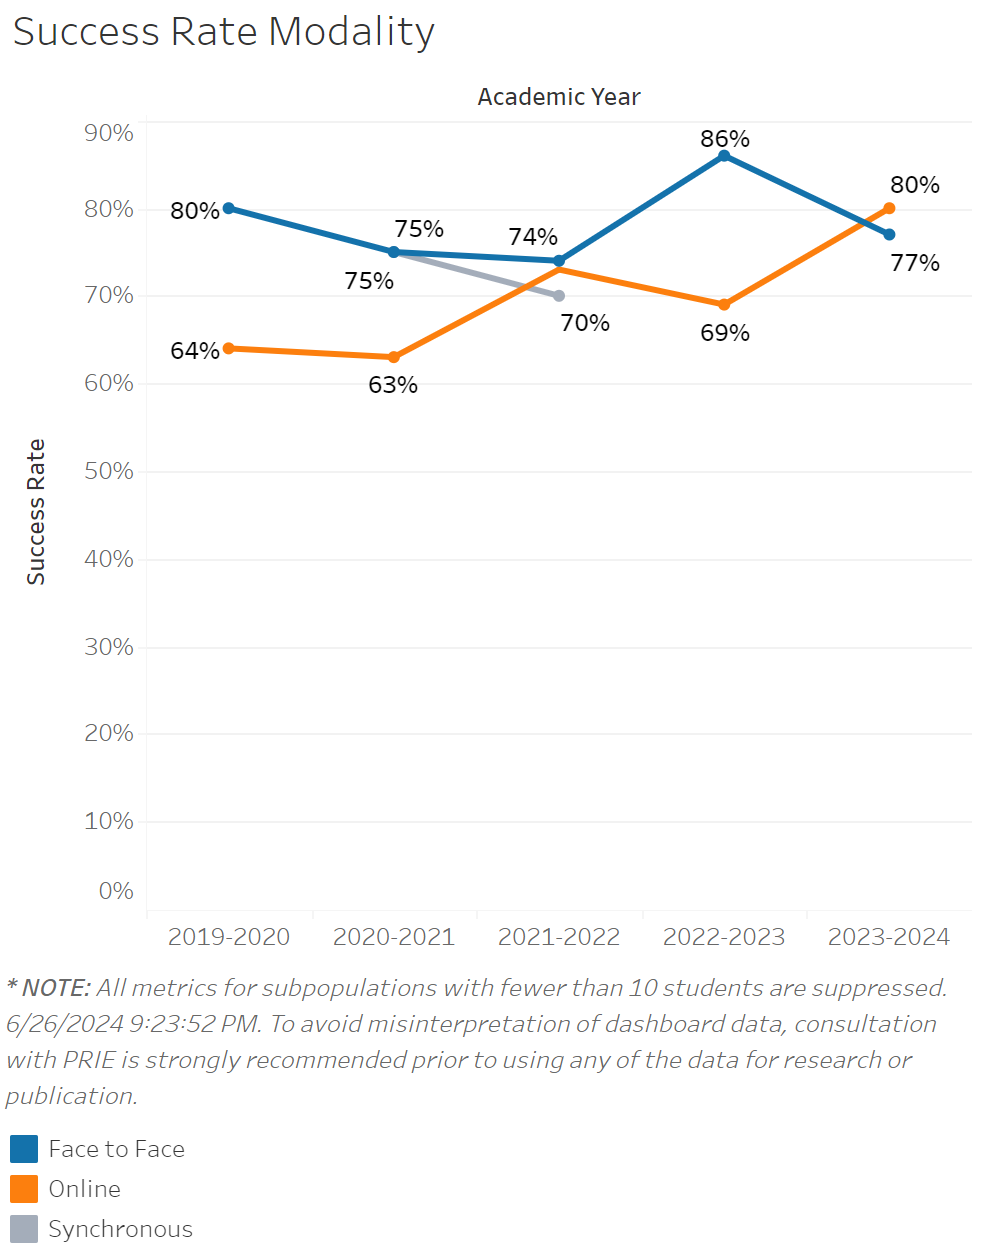 Success Rate Modality
Academic Year
90%
80%
70%
60%
50%
40%
30%
20%
10%
0%
Success Rate
80%
75%
75%
74%
86%
80%
77%
70%
69%
64%
63%
2019-2020 2020-2021 2021-2022 2022-2023 2023-2024
* NOTE: All metrics for subpopulations with fewer than 10 students are suppressed.
6/26/2024 9:23:52 PM. To avoid misinterpretation of dashboard data, consultation
with PRIE is strongly recommended prior to using any of the data for research or
publication.
Face to Face
Online
Synchronous